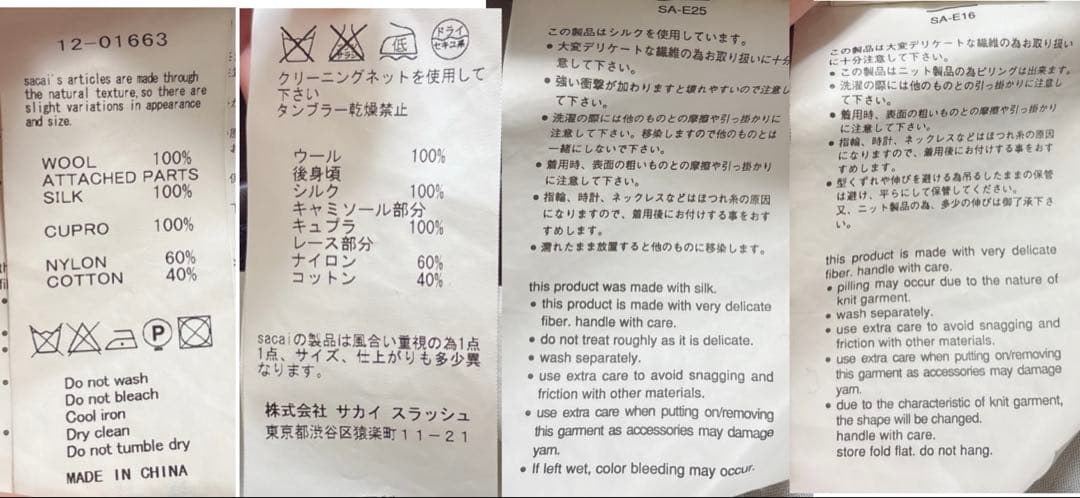 12-01663
sacai's articles are made through
the natural texture, so there are
slight variations in appearance
and size.
WOOL 100%
ATTACHED PARTS
SILK 100%
CUPRO 100%
NYLON 60%
COTTON 40%
P
Do not wash
Do not bleach
Cool iron
Dry clean
Do not tumble dry
MADE IN CHINA
低
ドライ
セキユ系
クリーニングネットを使用して
下さい
タンブラー乾燥禁止
ウール 100%
後身頃
シルク 100%
キャミソール部分
キュプラ 100%
レース部分
ナイロン 60%
コットン 40%
sacaiの製品は風合い重視の為1点
1点、サイズ、仕上がりも多少異
なります。
株式会社 サカイ スラッシュ
東京都渋谷区猿楽町11-21
SA-E25
この製品はシルクを使用しています。
• 大変デリケートな繊維の為お取り扱いに十分
意して下さい。
• 強い衝撃が加わりますと壊れやすいので注意し
て下さい。
• 洗濯の際には他のものとの摩擦や引っ掛かりに
注意して下さい。移染しますので他のものとは
一緒にしないで下さい。
• 着用時、表面の粗いものとの摩擦や引っ掛かり
に注意して下さい。
• 指輪、時計、ネックレスなどはほつれ糸の原因
になりますので、着用後にお付けする事をおす
すめします。
• 濡れたまま放置すると他のものに移染します。
this product was made with silk.
• this product is made with very delicate
fiber. handle with care.
• do not treat roughly as it is delicate.
• wash separately.
• use extra care to avoid snagging and
friction with other materials.
• use extra care when putting on/removing
this garment as accessories may damage
yarn.
• If left wet, color bleeding may occur.
SA-E16
この製品は大変デリケートな繊維の為お取り扱い
に十分注意して下さい。
• この製品はニット製品の為ピリングは出来ます。
• 洗濯の際には他のものとの引っ掛かりに注意し
て下さい。
• 着用時、表面の粗いものとの摩擦や引っ掛かり
に注意して下さい。
• 指輪、時計、ネックレスなどはほつれ糸の原因
になりますので、着用後にお付けする事をおす
すめします。
• 型くずれや伸びを避ける為吊るしたままの保管
は避け、平らにして保管してください。
又、ニット製品の為、多少の伸びは御了承下さ
い。
this product is made with very delicate
fiber. handle with care.
• pilling may occur due to the nature of
knit garment.
• wash separately.
• use extra care to avoid snagging and
friction with other materials.
• use extra care when putting on/removing
this garment as accessories may damage
yarn.
• due to the characteristic of knit garment,
the shape will be changed.
handle with care.
store fold flat. do not hang.